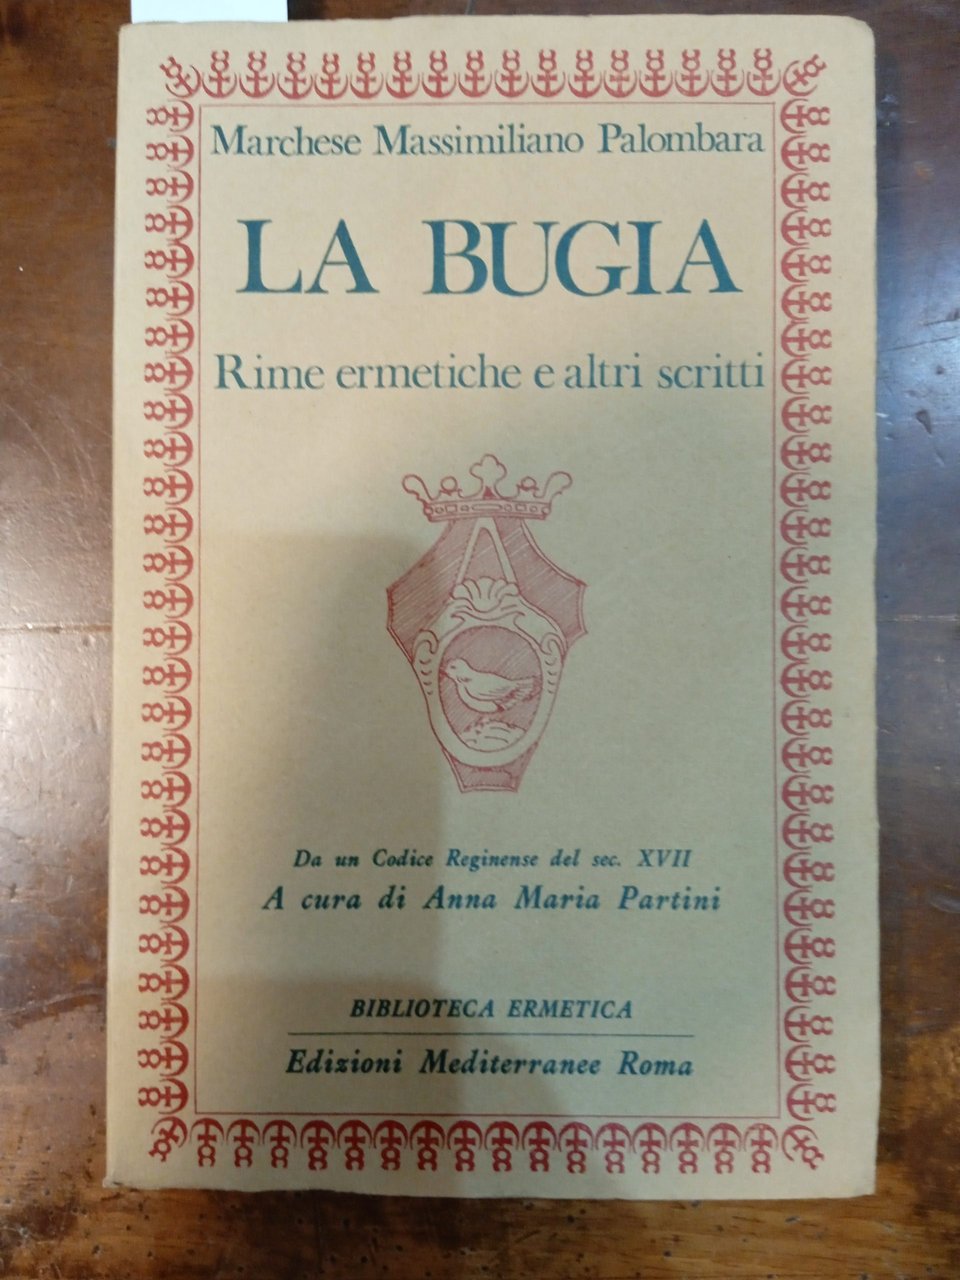 Marchese Massimiliano Palombara
LA BUGIA
Rime ermetiche e altri scritti
Da un Codice Reginense del sec. XVII
A cura di Anna Maria Partini
BIBLIOTECA ERMETICA
Edizioni Mediterranee Roma